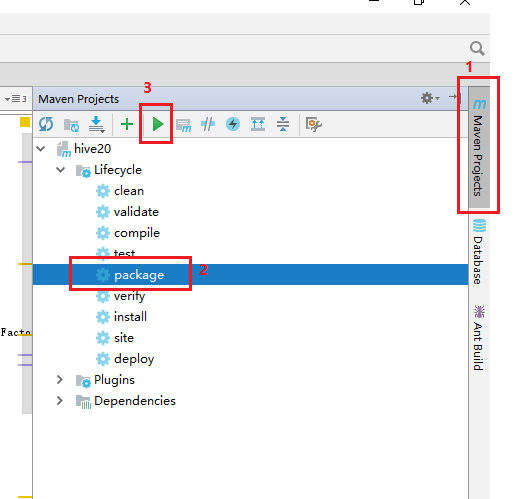 1
3
3
Maven Projects
Maven Projects
hive20
Lifecycle
clean
validate
compile
test
package
2
verify
install
site
deploy
Plugins
Dependencies
Database
Ant Build
Facto